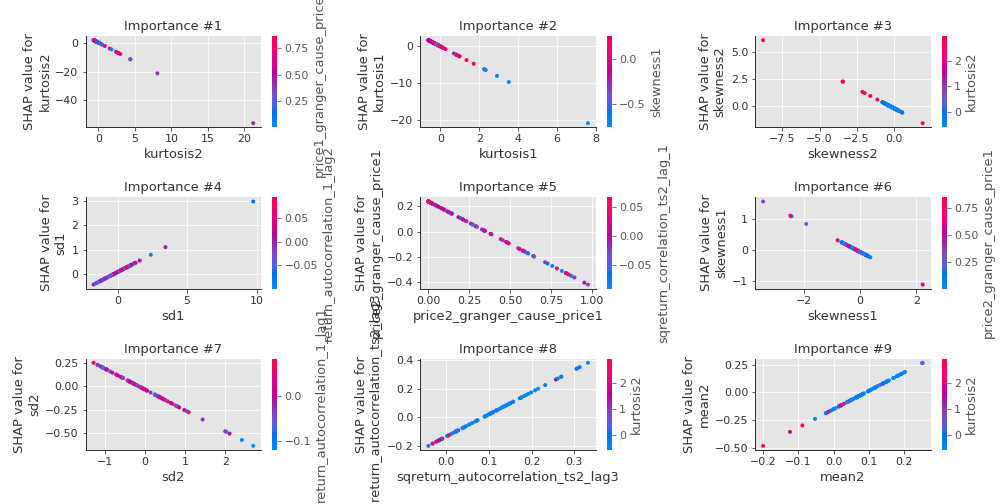 Importance #1
SHAP value for
kurtosis2
0
−20
−40
0
5
10
15
20
kurtosis2
0.75
0.50
0.25
price1_granger_cause_price2
Importance #2
SHAP value for
kurtosis1
0
−10
−20
0
2
4
6
8
kurtosis1
0.0
−0.5
skewness1
Importance #3
SHAP value for
skewness2
5.0
2.5
0.0
−7.5
−5.0
−2.5
0.0
skewness2
2
1
0
kurtosis2
Importance #4
SHAP value for
sd1
3
2
1
0
0
5
10
sd1
0.05
0.00
−0.05
return_autocorrelation_1_lag2
Importance #5
SHAP value for
price2_granger_cause_price1
0.2
0.0
−0.2
−0.4
0.00
0.25
0.50
0.75
1.00
price2_granger_cause_price1
0.05
0.00
−0.05
sqreturn_correlation_ts2_lag_1
Importance #6
SHAP value for
skewness1
1
0
−1
−2
0
2
skewness1
0.75
0.50
0.25
price2_granger_cause_price1
Importance #7
SHAP value for
sd2
0.25
0.00
−0.25
−0.50
−1
0
1
2
sd2
0.0
−0.1
return_autocorrelation_1_lag1
Importance #8
SHAP value for
sqreturn_autocorrelation_ts2_lag3
0.4
0.2
0.0
−0.2
0.0
0.1
0.2
0.3
sqreturn_autocorrelation_ts2_lag3
2
1
0
kurtosis2
Importance #9
SHAP value for
mean2
0.25
0.00
−0.25
−0.50
−0.2
−0.1
0.0
0.1
0.2
mean2
2
1
0
kurtosis2